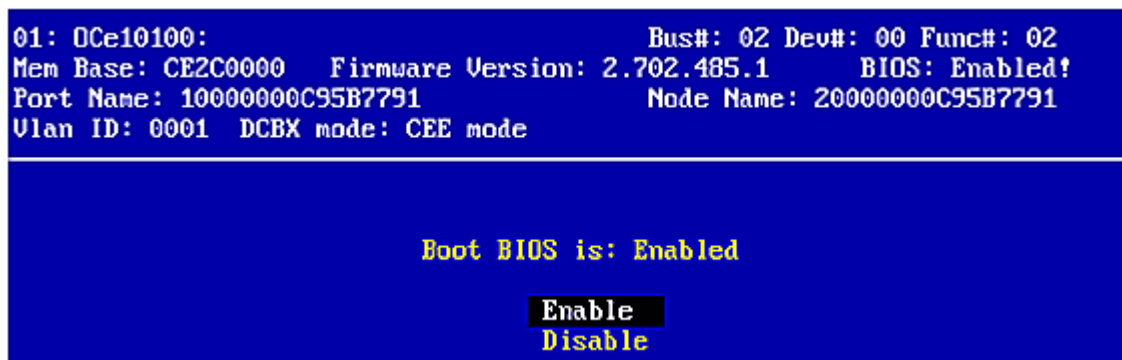 01: OCe10100: Bus#: 02 Dev#: 00 Func#: 02
Mem Base: CE2C0000 Firmware Version: 2.702.485.1 BIOS: Enabled!
Port Name: 10000000C95B7791 Node Name: 20000000C95B7791
Vlan ID: 0001 DCBX mode: CEE mode
Boot BIOS is: Enabled
Enable
Disable